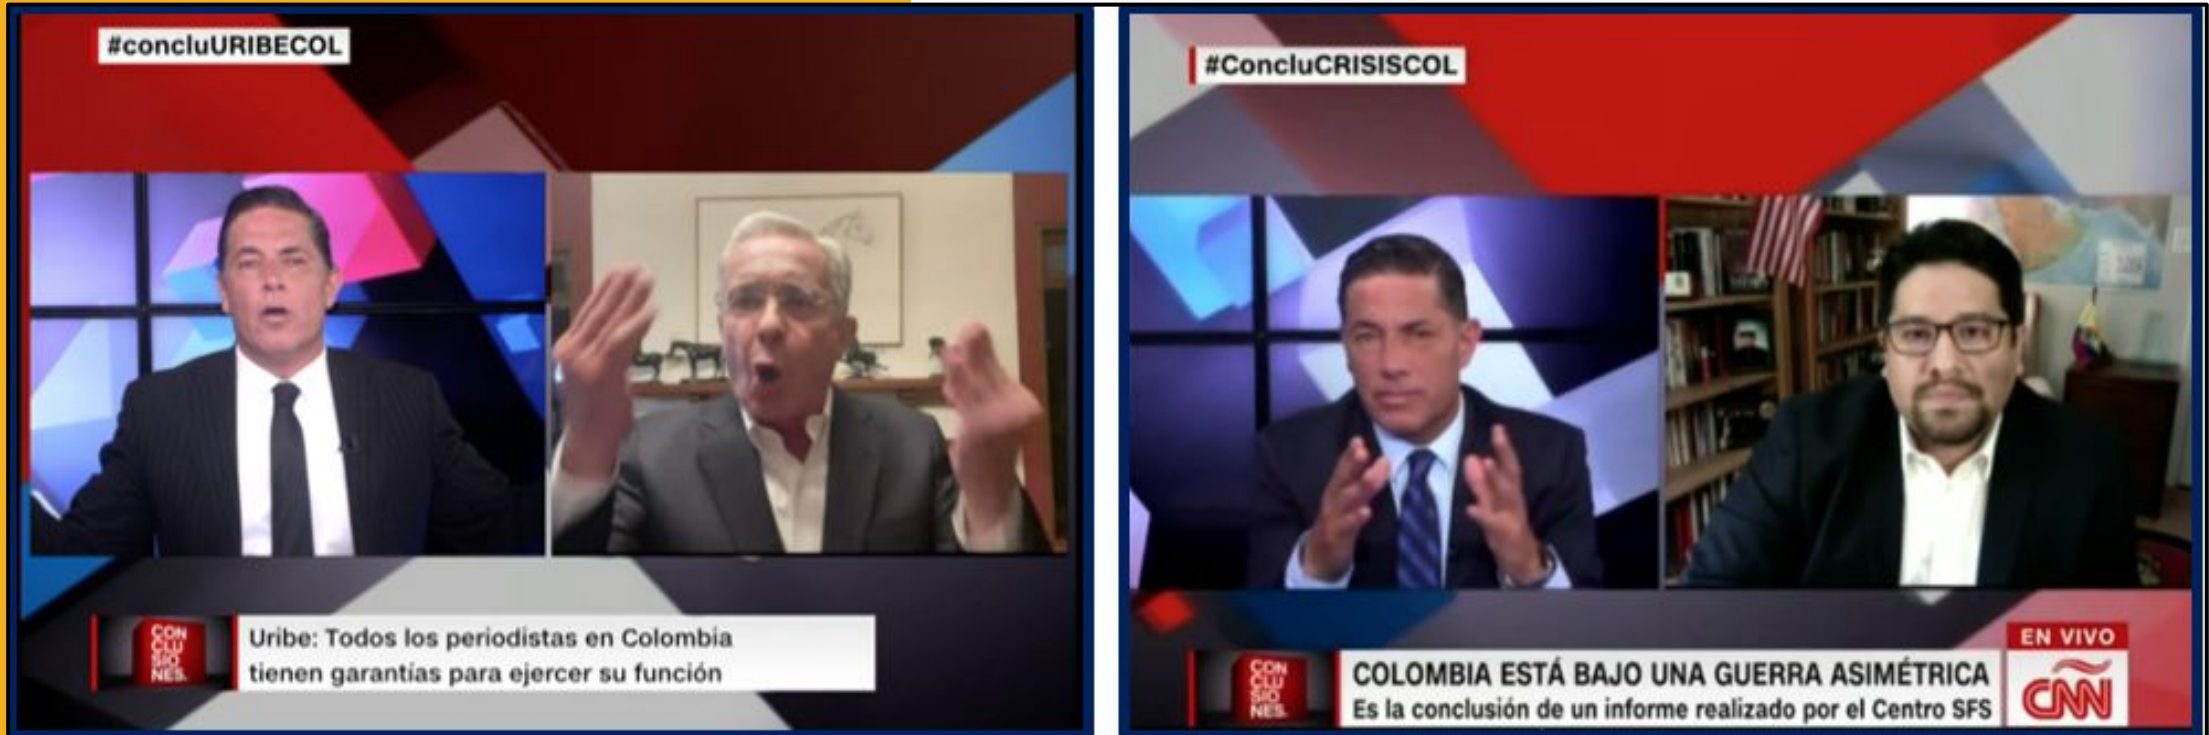 #concluURIBECOL
CON
CLU
SIO
NES.
Uribe: Todos los periodistas en Colombia
tienen garantías para ejercer su función
#ConcluCRISISCOL
EN VIVO
CON
CLU
SIO
NES.
COLOMBIA ESTÁ BAJO UNA GUERRA ASIMÉTRICA
Es la conclusión de un informe realizado por el Centro SFS
CÑN